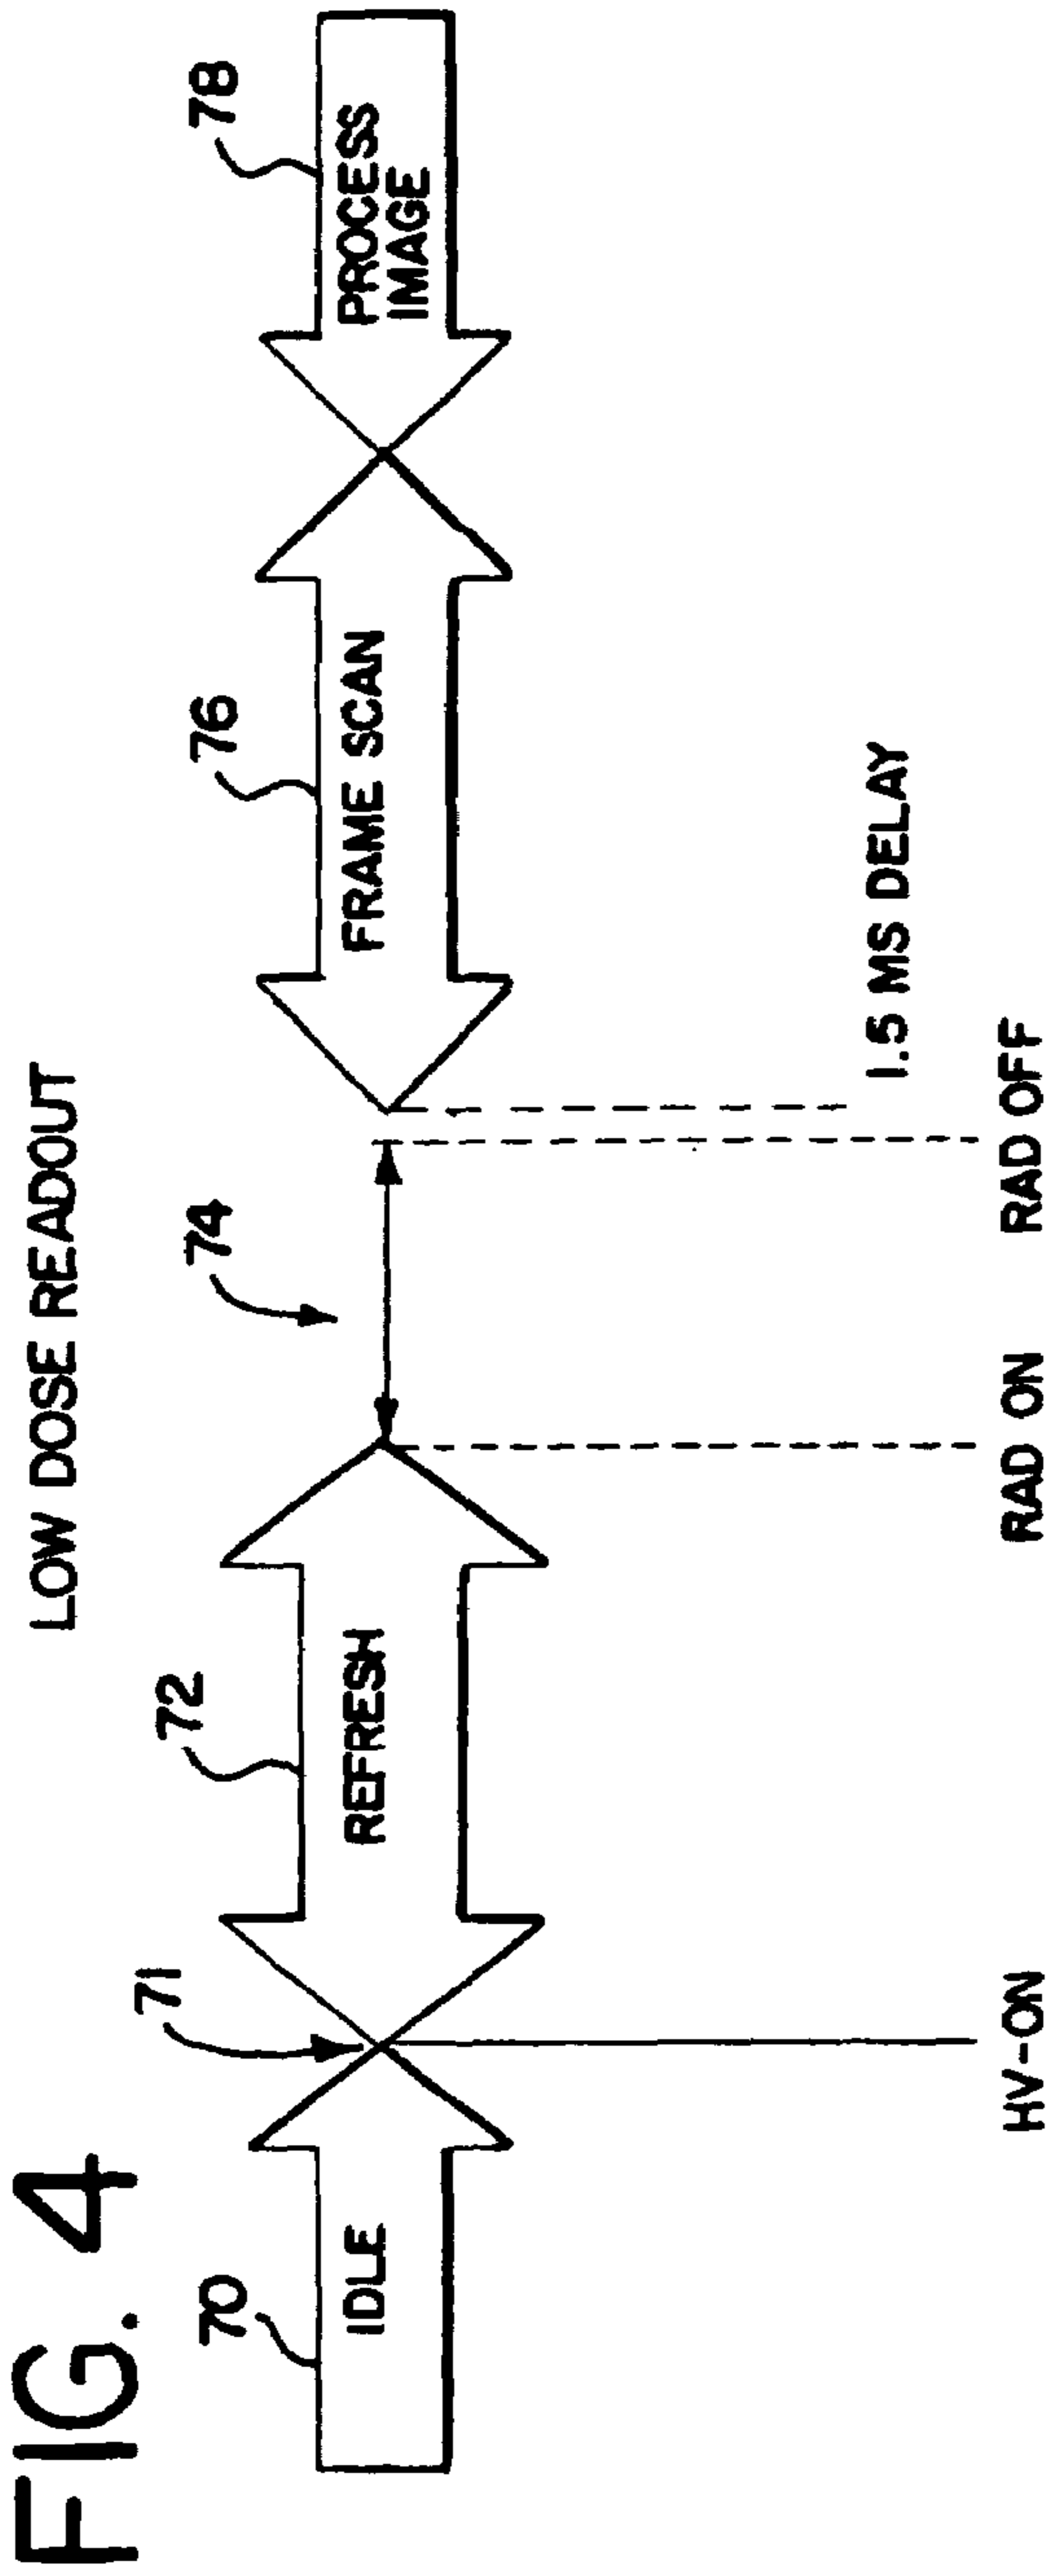 FIG. 4
LOW DOSE READOUT
70
71
72
74
76
78
IDLE
REFRESH
FRAME SCAN
PROCESS
IMAGE
1.5 MS DELAY
HV-ON
RAD ON
RAD OFF